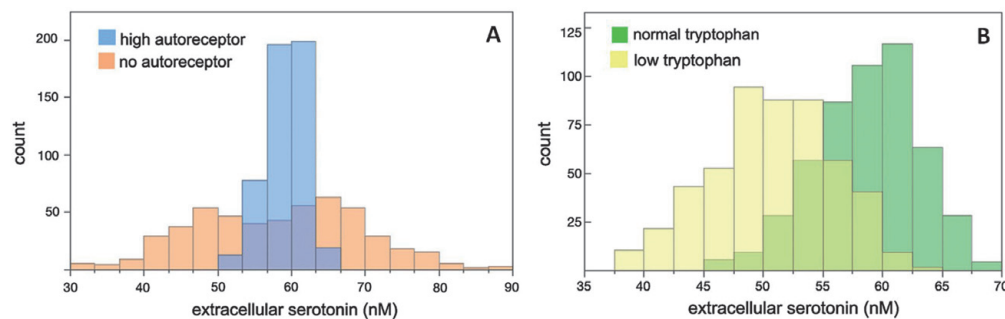 A
high autoreceptor
no autoreceptor
200
150
100
50
count
30 40 50 60 70 80 90
extracellular serotonin (nM)
B
normal tryptophan
low tryptophan
125
100
75
50
25
count
35 40 45 50 55 60 65 70
extracellular serotonin (nM)